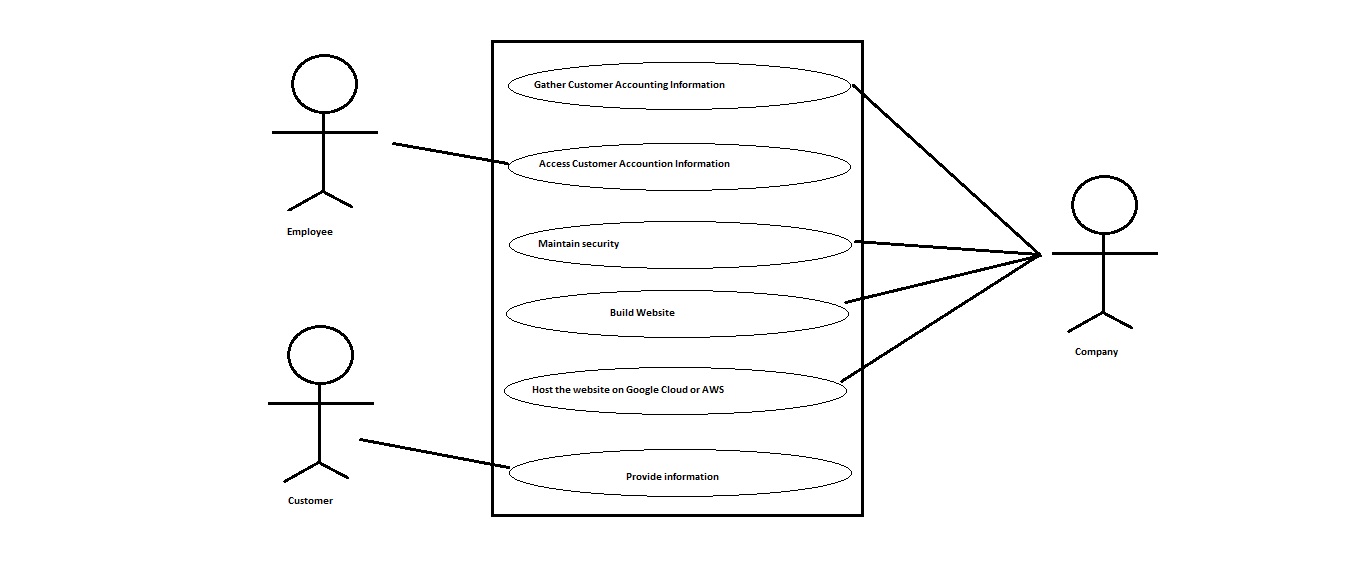 Gather Customer Accounting Information
Access Customer Accountion Information
Employee
Maintain security
Build Website
Company
Host the website on Google Cloud or AWS
Provide information
Customer